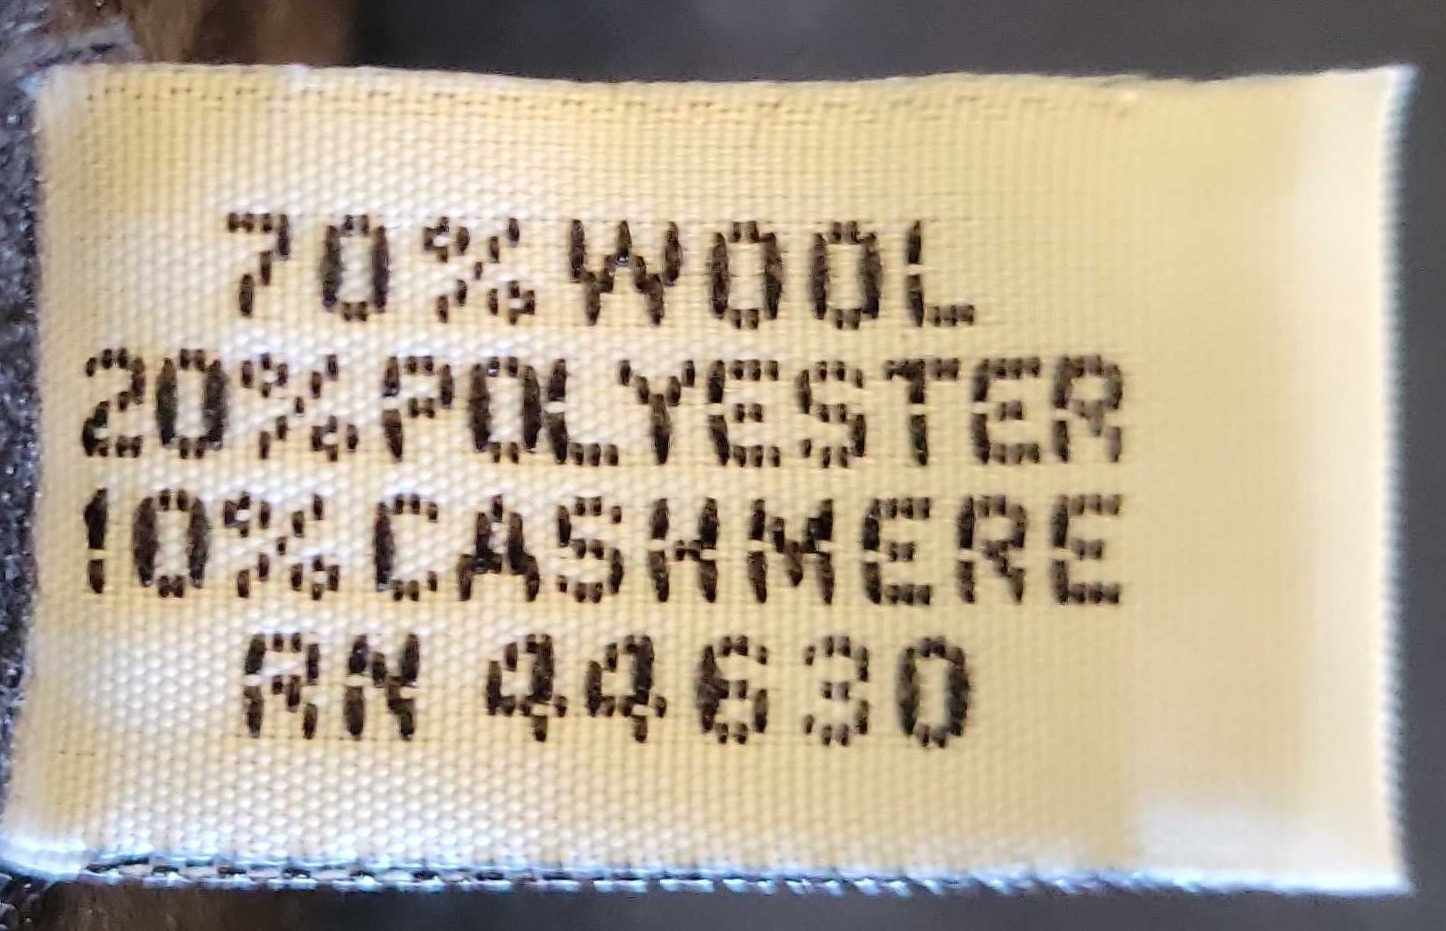 70% WOOL
20% POLYESTER
10% CASHMERE
RN 44630